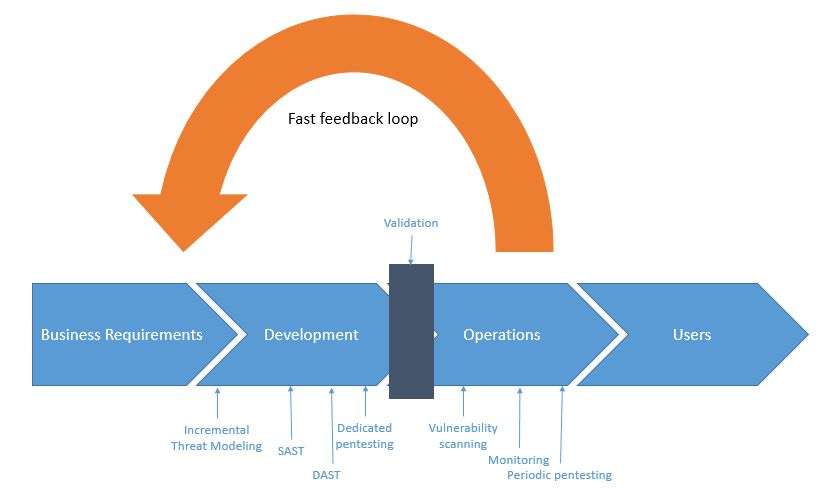 Fast feedback loop
Validation
Business Requirements
Development
Operations
Users
Incremental
Threat Modeling
SAST
DAST
Dedicated
pentesting
Vulnerability
scanning
Monitoring
Periodic pentesting